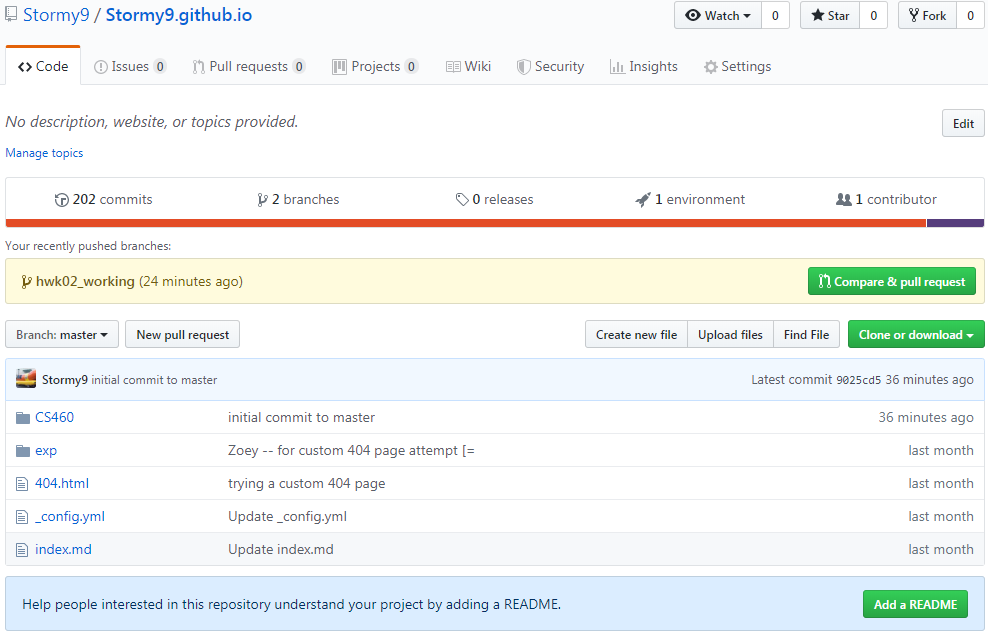 Stormy9 / Stormy9.github.io Watch 0 Star 0 Fork 0
Code Issues 0 Pull requests 0 Projects 0 Wiki Security Insights Settings
No description, website, or topics provided. Edit
Manage topics
202 commits 2 branches 0 releases 1 environment 1 contributor
Your recently pushed branches:
hwk02_working (24 minutes ago) Compare & pull request
Branch: master New pull request Create new file Upload files Find File Clone or download
Stormy9 initial commit to master Latest commit 9025cd5 36 minutes ago
CS460 initial commit to master 36 minutes ago
exp Zoey -- for custom 404 page attempt [= last month
404.html trying a custom 404 page last month
_config.yml Update _config.yml last month
index.md Update index.md last month
Help people interested in this repository understand your project by adding a README. Add a README